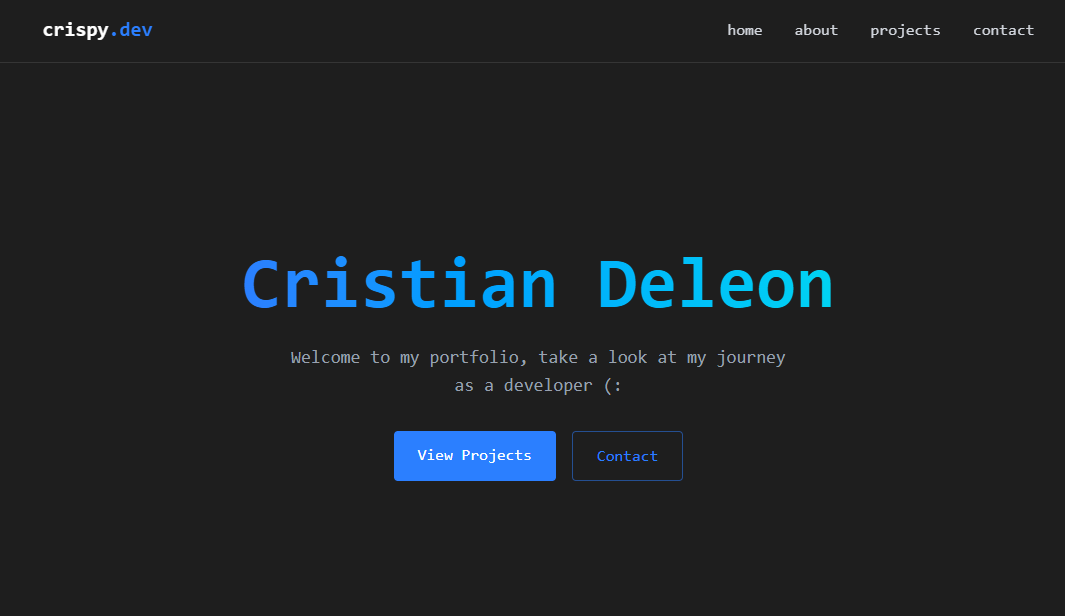 crispy.dev
home about projects contact
Cristian Deleon
Welcome to my portfolio, take a look at my journey
as a developer (:
View Projects Contact